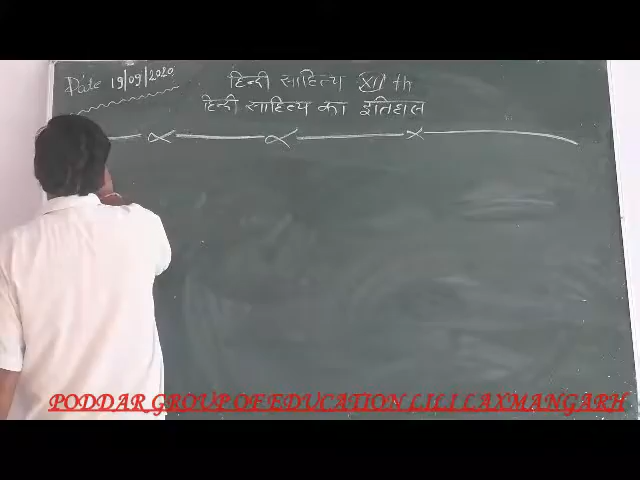 Date 19/09/2020
हिन्दी साहित्य XII th
हिन्दी साहित्य का इतिहास
PODDAR GROUP OF EDUCATION LILI LAXMANGARH